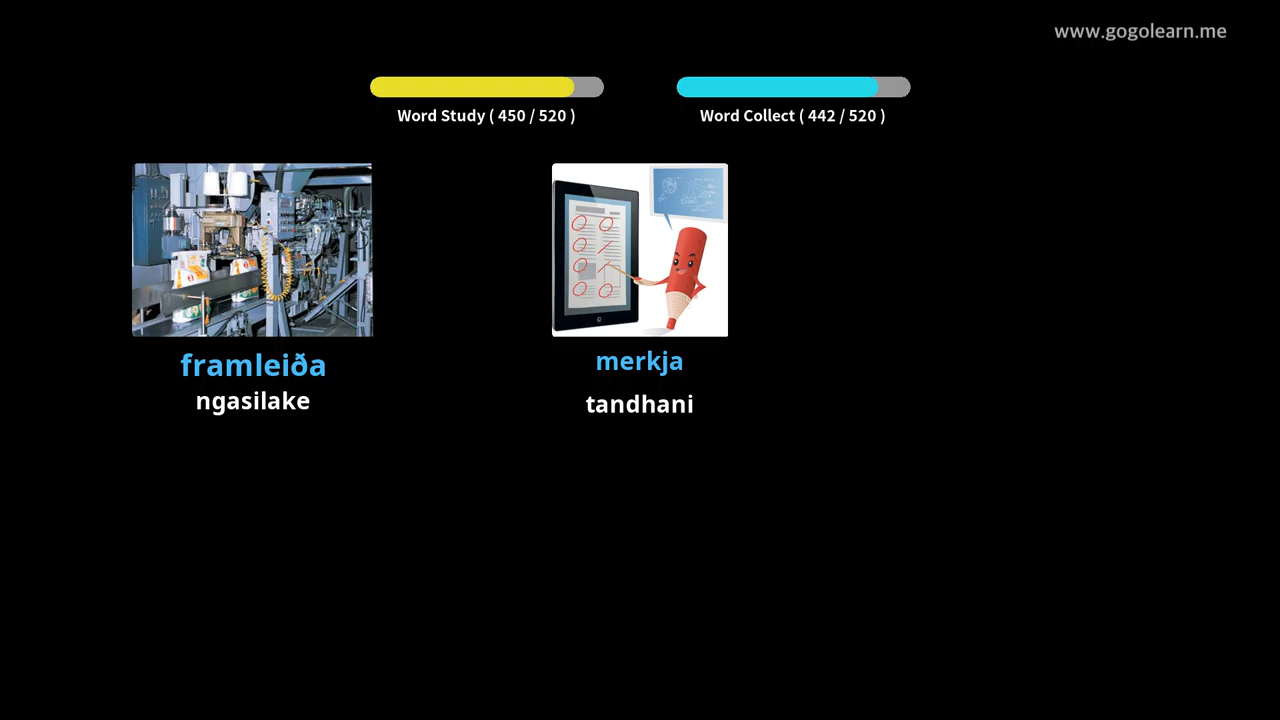 www.gogolearn.me
Word Study ( 450 / 520 )
Word Collect ( 442 / 520 )
framleiða
ngasilake
merkja
tandhani